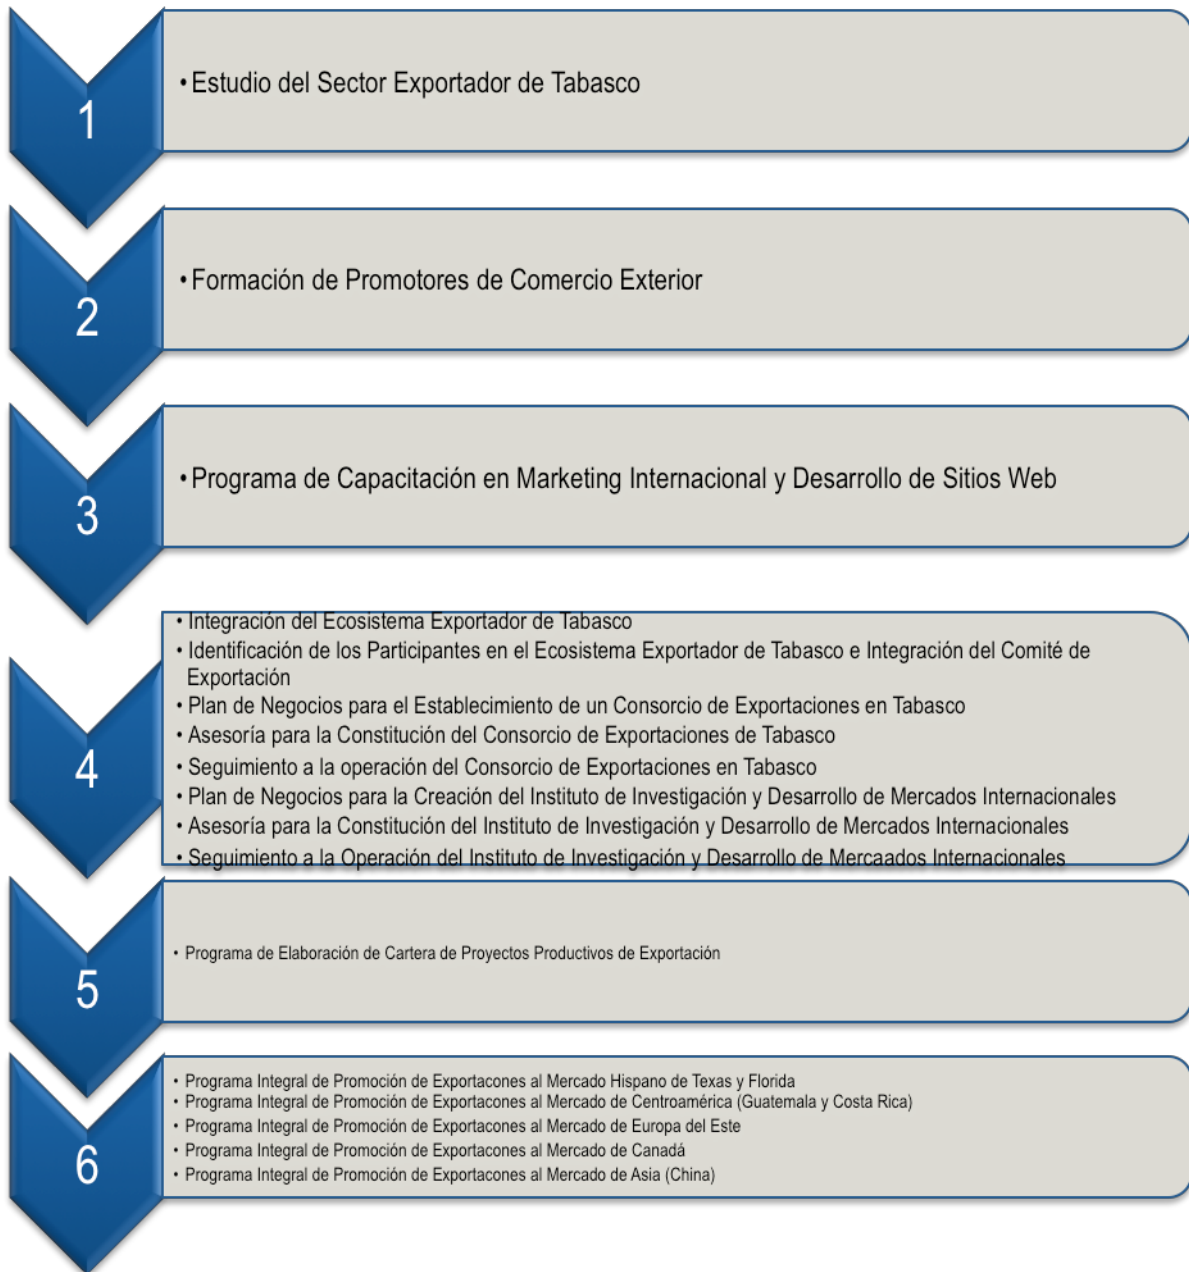 1
• Estudio del Sector Exportador de Tabasco
2
• Formación de Promotores de Comercio Exterior
3
• Programa de Capacitación en Marketing Internacional y Desarrollo de Sitios Web
4
• Integración del Ecosistema Exportador de Tabasco
• Identificación de los Participantes en el Ecosistema Exportador de Tabasco e Integración del Comité de
Exportación
• Plan de Negocios para el Establecimiento de un Consorcio de Exportaciones en Tabasco
• Asesoría para la Constitución del Consorcio de Exportaciones de Tabasco
• Seguimiento a la operación del Consorcio de Exportaciones en Tabasco
• Plan de Negocios para la Creación del Instituto de Investigación y Desarrollo de Mercados Internacionales
• Asesoría para la Constitución del Instituto de Investigación y Desarrollo de Mercados Internacionales
• Seguimiento a la Operación del Instituto de Investigación y Desarrollo de Mercaados Internacionales
5
• Programa de Elaboración de Cartera de Proyectos Productivos de Exportación
6
• Programa Integral de Promoción de Exportacones al Mercado Hispano de Texas y Florida
• Programa Integral de Promoción de Exportacones al Mercado de Centroamérica (Guatemala y Costa Rica)
• Programa Integral de Promoción de Exportacones al Mercado de Europa del Este
• Programa Integral de Promoción de Exportacones al Mercado de Canadá
• Programa Integral de Promoción de Exportacones al Mercado de Asia (China)